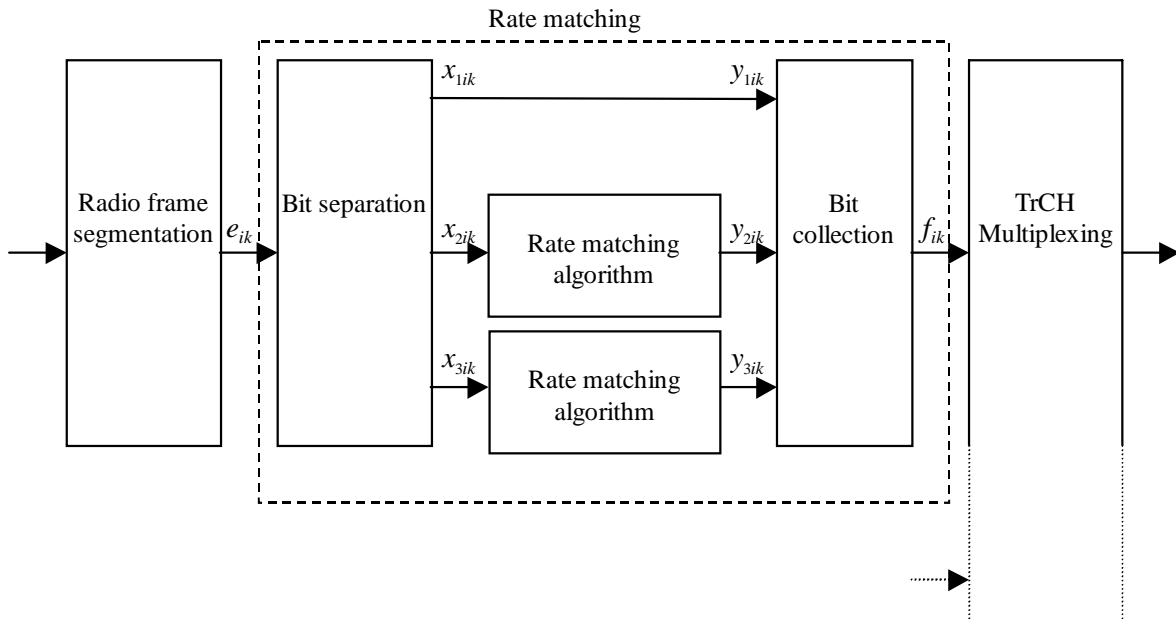 Rate matching
x1ik
y1ik
Radio frame
segmentation
eik
Bit separation
x2ik
Rate matching
algorithm
y2ik
Bit
collection
fik
TrCH
Multiplexing
x3ik
Rate matching
algorithm
y3ik